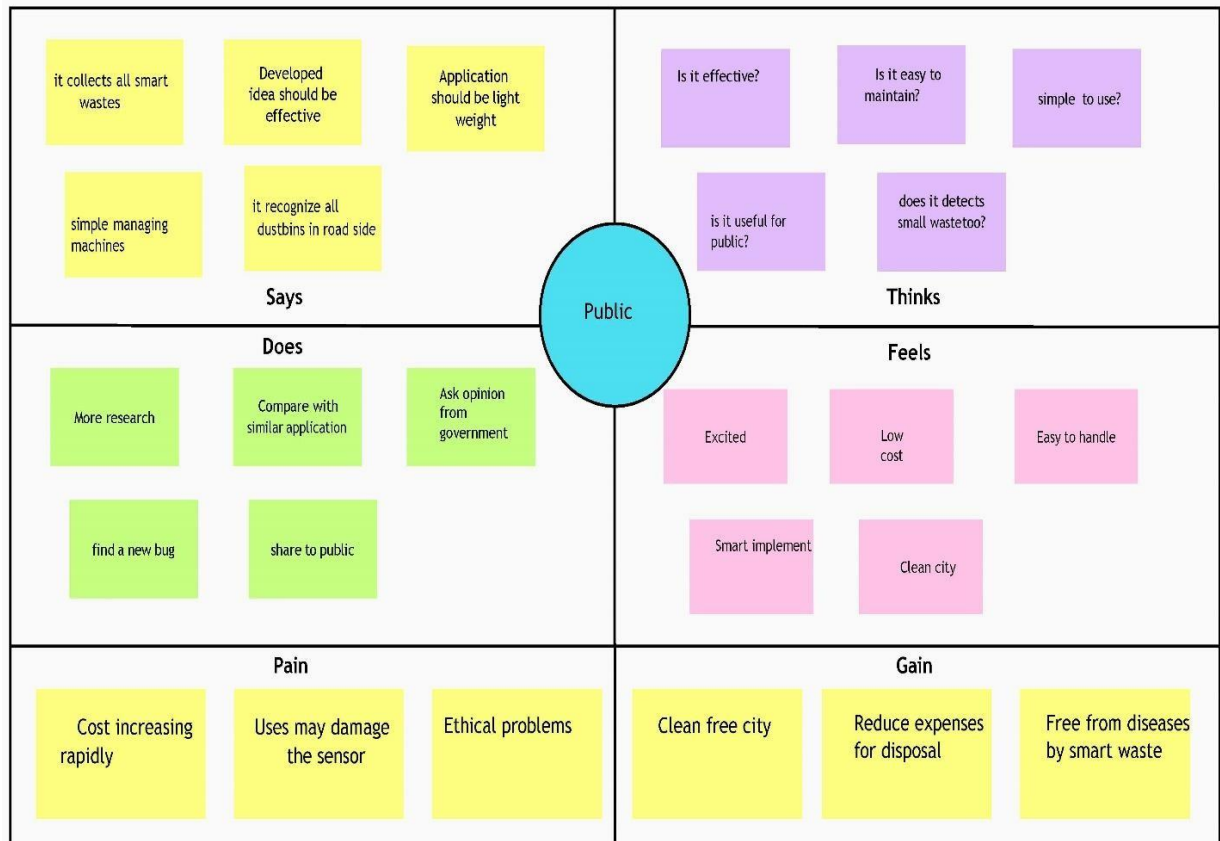 it collects all smart
wastes
Developed
idea should be
effective
Application
should be light
weight
simple managing
machines
it recognize all
dustbins in road side
Says
Is it effective?
Is it easy to
maintain?
simple to use?
is it useful for
public?
does it detects
small wastetoo?
Thinks
Public
Does
More research
Compare with
similar application
Ask opinion
from
government
find a new bug
share to public
Feels
Excited
Low
cost
Easy to handle
Smart implement
Clean city
Pain
Cost increasing
rapidly
Uses may damage
the sensor
Ethical problems
Gain
Clean free city
Reduce expenses
for disposal
Free from diseases
by smart waste